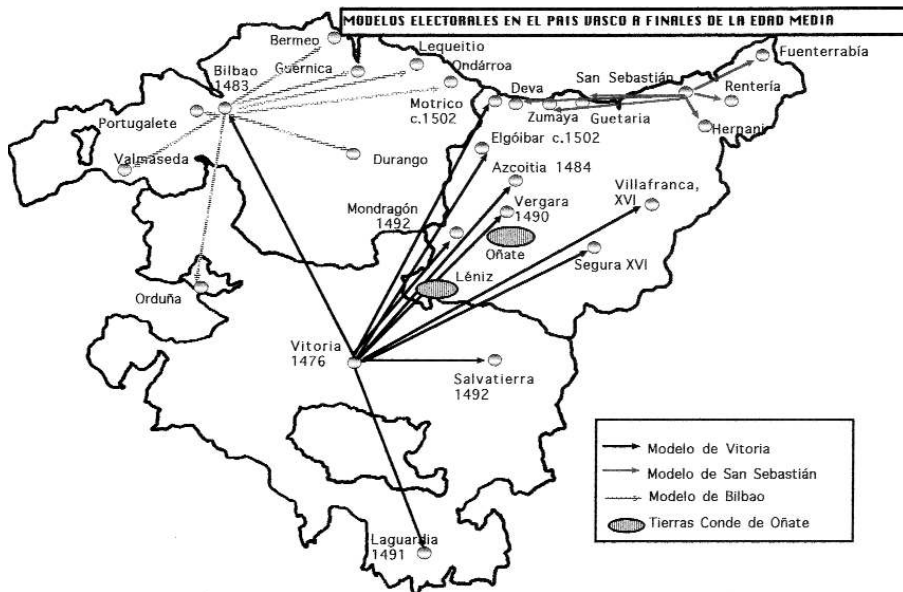 MODELOS ELECTORALES EN EL PAIS VASCO A FINALES DE LA EDAD MEDIA
Bermeo
Lequeitio
Fuenterrabía
Bilbao
1483
Guernica
Ondárroa
San Sebastián
Deva
Rentería
Motrico
c.1502
Portugalete
Zumaya
Guetaria
Hernani
Elgóibar c.1502
Valmaseda
Durango
Azcoitia 1484
Villafranca,
XVI
Mondragón
1492
Vergara
1490
Oñate
Segura XVI
Léniz
Orduña
Vitoria
1476
Salvatierra
1492
Modelo de Vitoria
Modelo de San Sebastián
Modelo de Bilbao
Tierras Conde de Oñate
Laguardia
1491